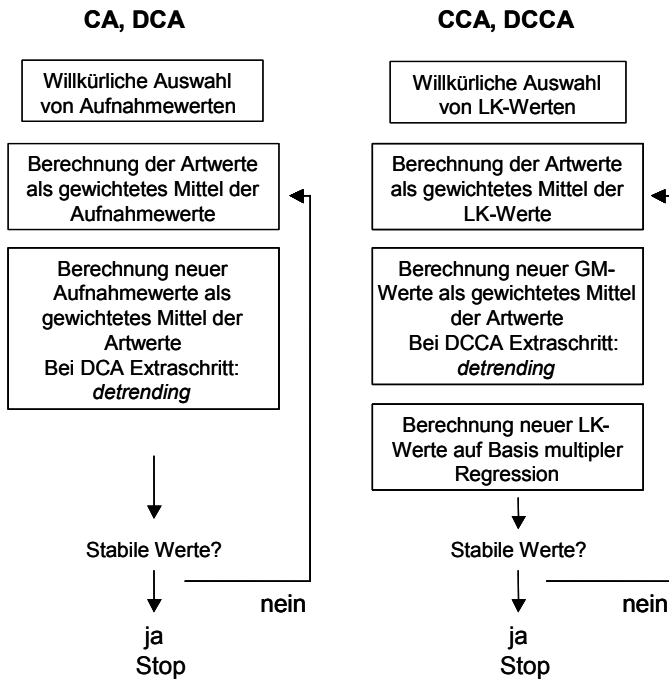 CA, DCA
Willkürliche Auswahl
von Aufnahmewerten
Berechnung der Artwerte
als gewichtetes Mittel der
Aufnahmewerte
Berechnung neuer
Aufnahmewerte als
gewichtetes Mittel der
Artwerte
Bei DCA Extraschritt:
detrending
Stabile Werte?
nein
ja
Stop
CCA, DCCA
Willkürliche Auswahl
von LK-Werten
Berechnung der Artwerte
als gewichtetes Mittel der
LK-Werte
Berechnung neuer GM-
Werte als gewichtetes Mittel
der Artwerte
Bei DCCA Extraschritt:
detrending
Berechnung neuer LK-
Werte auf Basis multipler
Regression
Stabile Werte?
nein
ja
Stop